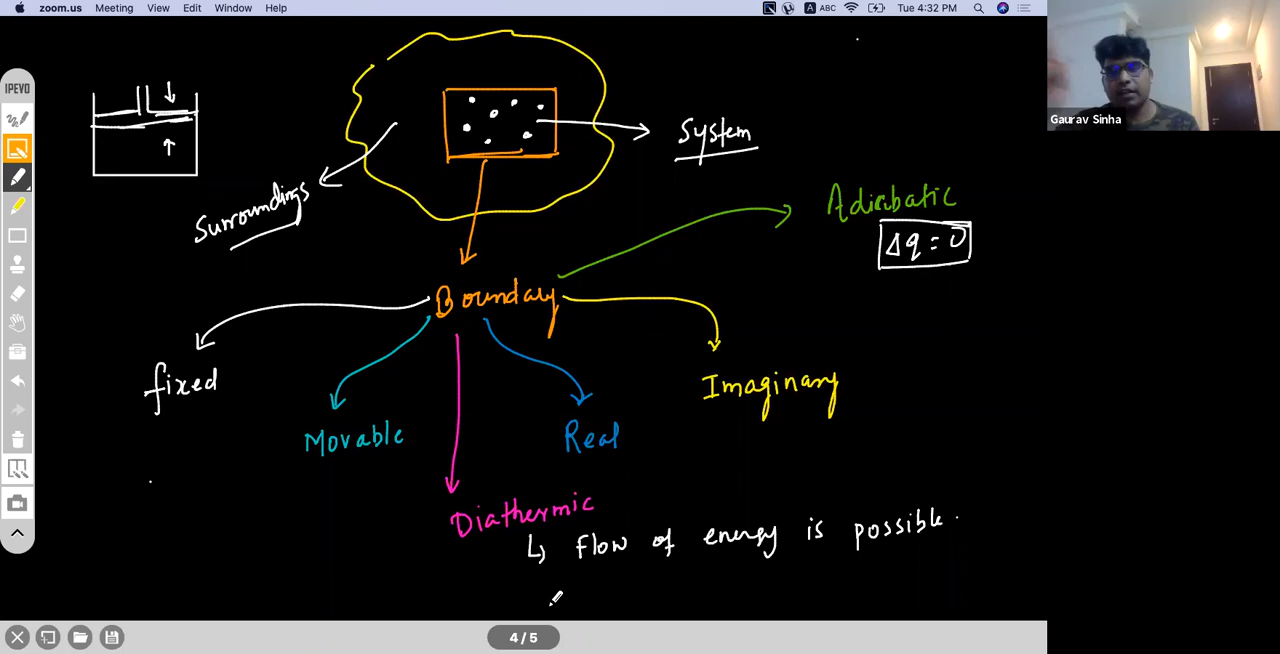 zoom.us Meeting View Edit Window Help
A ABC Tue 4:32 PM
IPEVO
Gaurav Sinha
System
Surroundings
Adiabatic
Δq = 0
Boundary
fixed
Imaginary
Movable
Real
Diathermic
↳ flow of energy is possible.
4 / 5